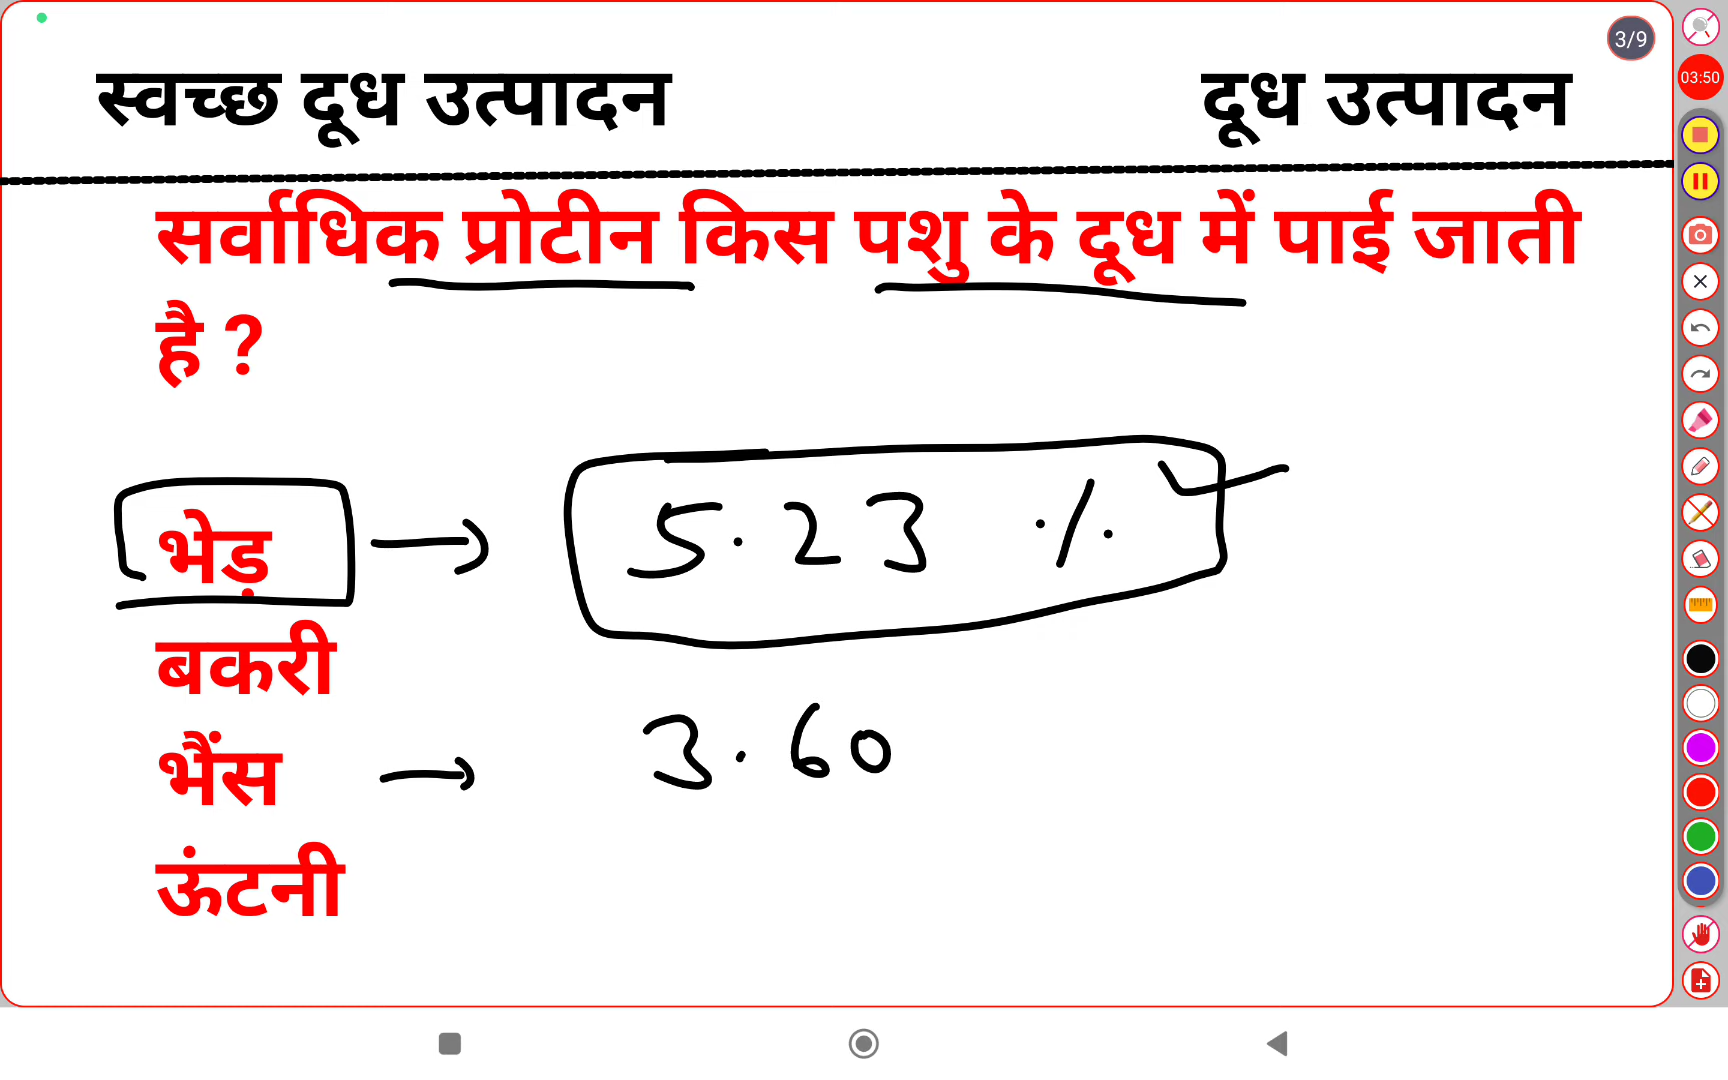 3/9
स्वच्छ दूध उत्पादन दूध उत्पादन
03:50
सर्वाधिक प्रोटीन किस पशु के दूध में पाई जाती
है ?
भेड़ → 5.23 %
बकरी
भैंस → 3.60
ऊंटनी